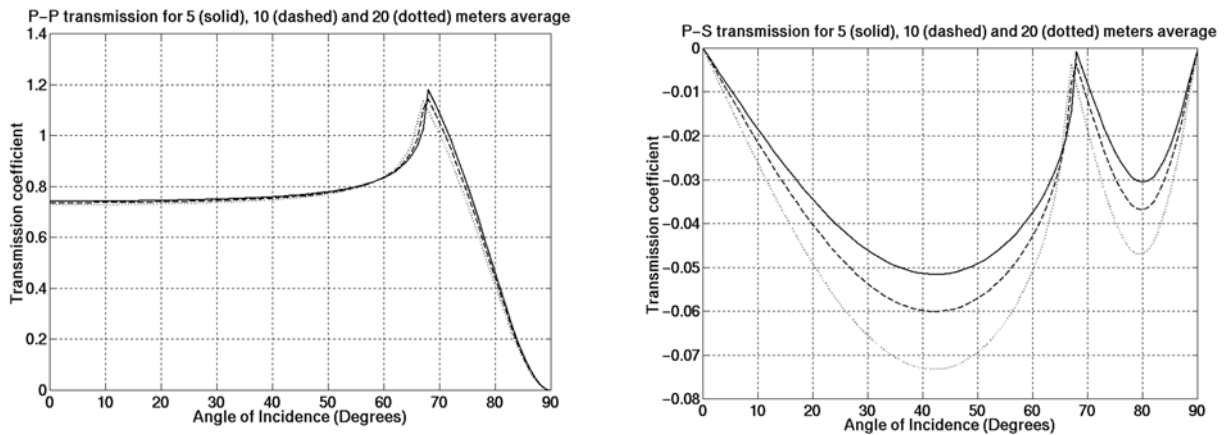 P-P transmission for 5 (solid), 10 (dashed) and 20 (dotted) meters average
1.4
1.2
1
0.8
0.6
0.4
0.2
0
Transmission coefficient
0 10 20 30 40 50 60 70 80 90
Angle of Incidence (Degrees)
P-S transmission for 5 (solid), 10 (dashed) and 20 (dotted) meters average
0
-0.01
-0.02
-0.03
-0.04
-0.05
-0.06
-0.07
-0.08
Transmission coefficient
0 10 20 30 40 50 60 70 80 90
Angle of Incidence (Degrees)